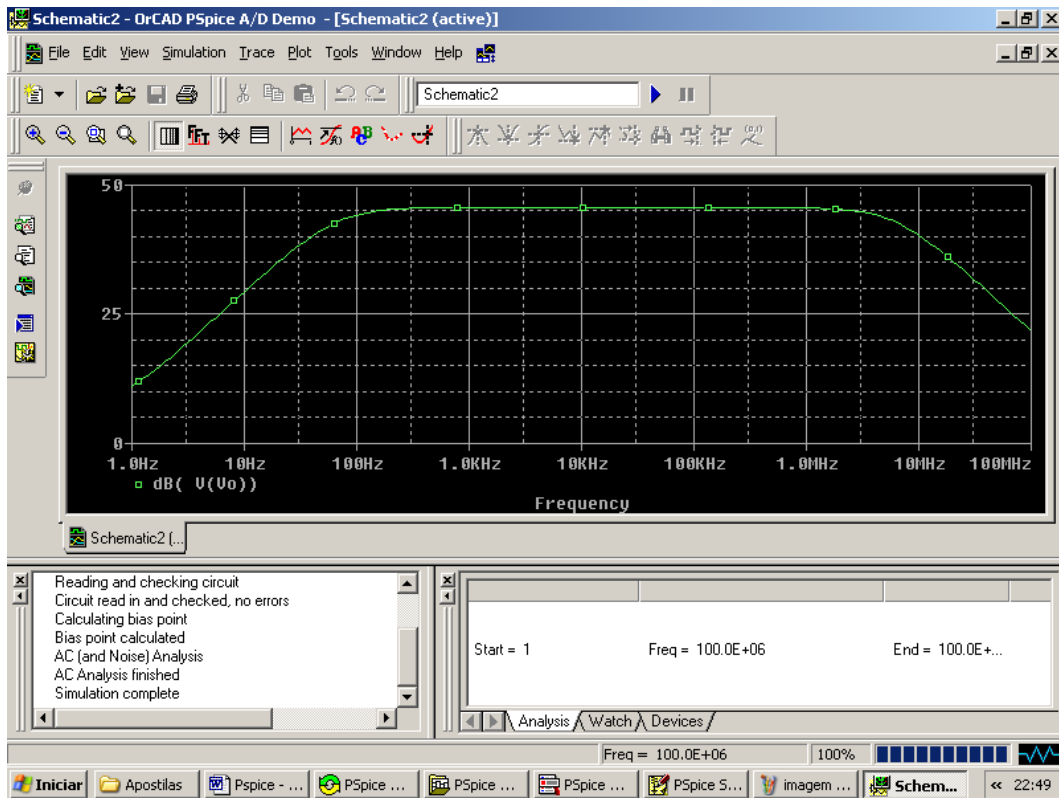 Schematic2 - OrCAD PSpice A/D Demo - [Schematic2 (active)]
File Edit View Simulation Trace Plot Tools Window Help
Schematic2
50
25
0
1.0Hz 10Hz 100Hz 1.0KHz 10KHz 100KHz 1.0MHz 10MHz 100MHz
dB( V(Vo))
Frequency
Schematic2 (...
Reading and checking circuit
Circuit read in and checked, no errors
Calculating bias point
Bias point calculated
AC (and Noise) Analysis
AC Analysis finished
Simulation complete
Start = 1 Freq = 100.0E+06 End = 100.0E+...
Analysis Watch Devices
Freq = 100.0E+06 100%
Iniciar Apostilas Pspice - ... PSpice ... PSpice ... PSpice ... PSpice S... imagem ... Schem... « 22:49